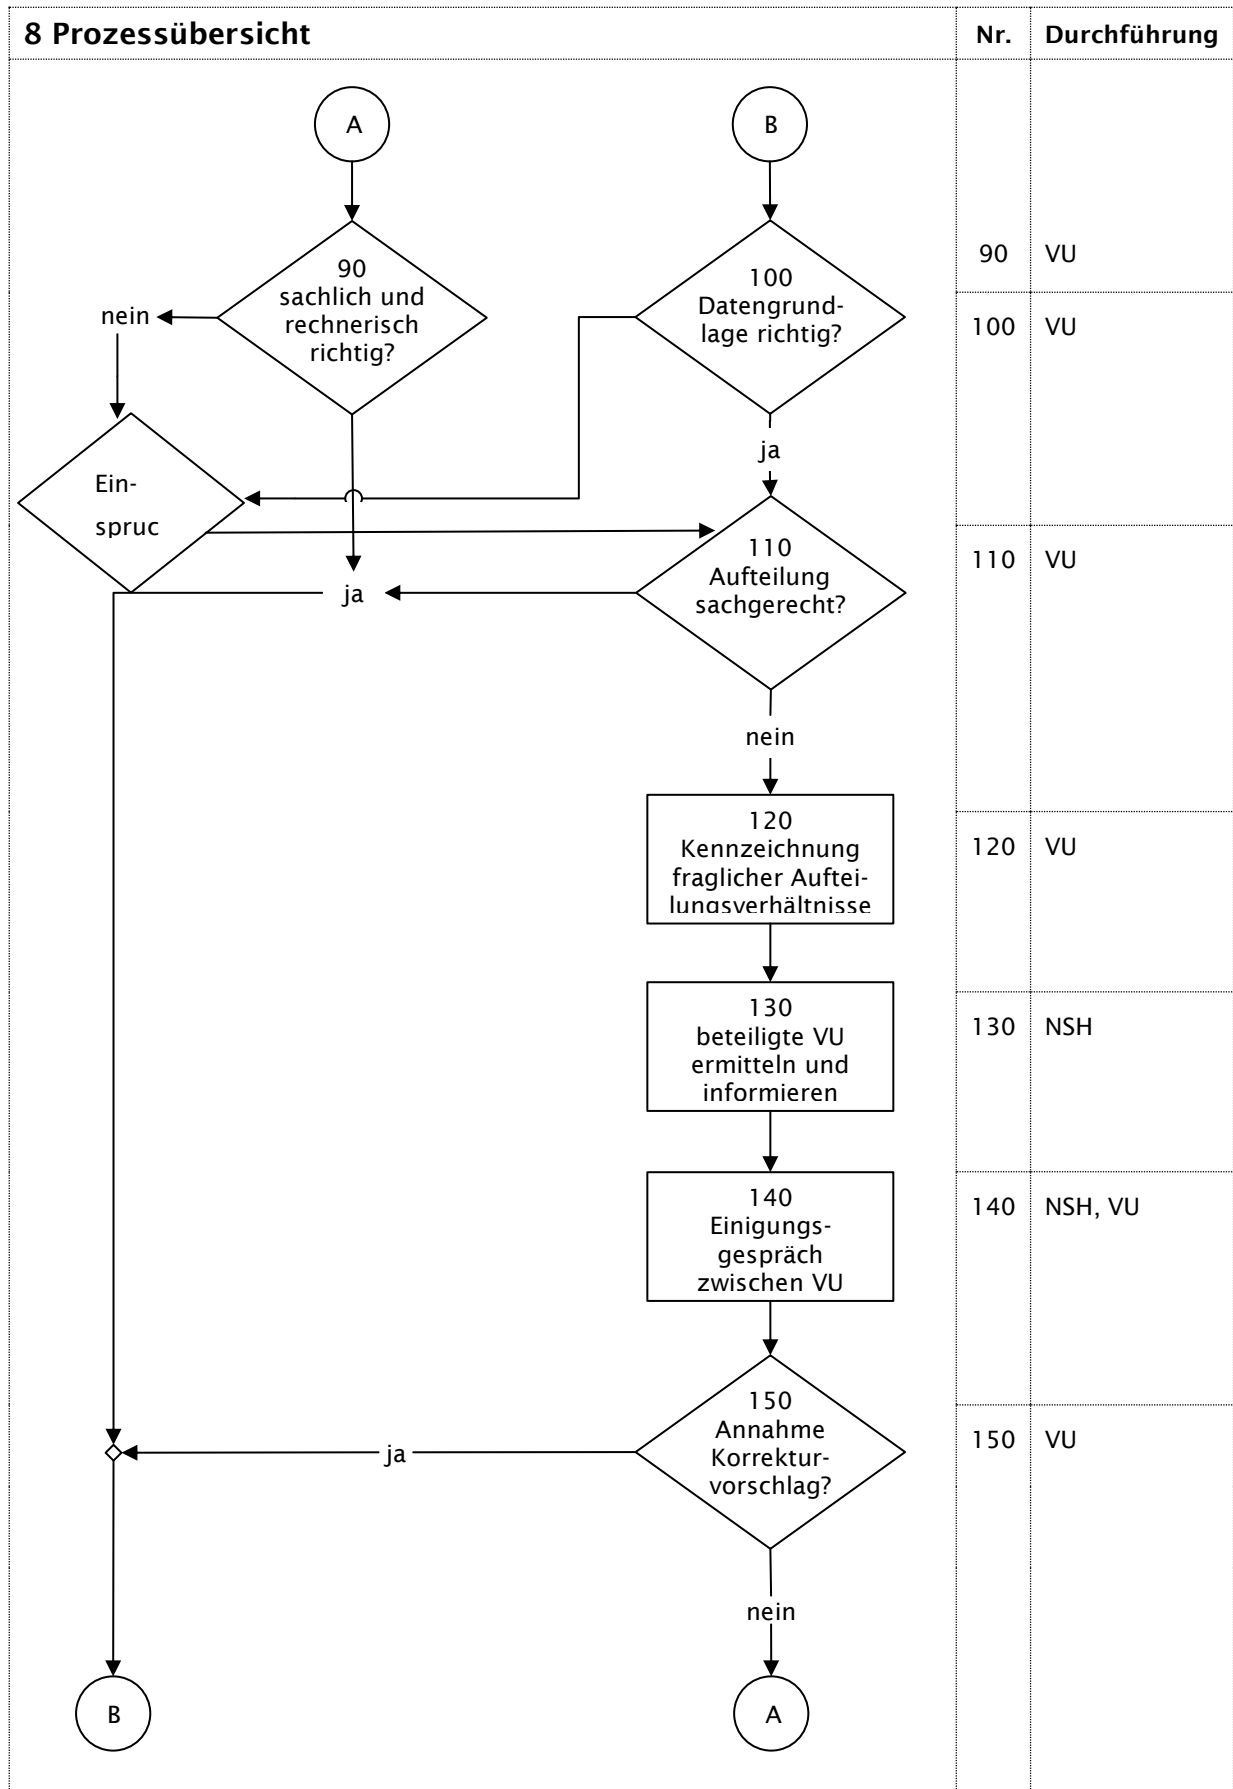 8 Prozessübersicht
Nr.
Durchführung
A
B
90
sachlich und
rechnerisch
richtig?
100
Datengrund-
lage richtig?
90
VU
nein
100
VU
ja
Ein-
spruc
110
Aufteilung
sachgerecht?
110
VU
ja
nein
120
Kennzeichnung
fraglicher Auftei-
lungsverhältnisse
120
VU
130
beteiligte VU
ermitteln und
informieren
130
NSH
140
Einigungs-
gespräch
zwischen VU
140
NSH, VU
150
Annahme
Korrektur-
vorschlag?
150
VU
ja
nein
B
A